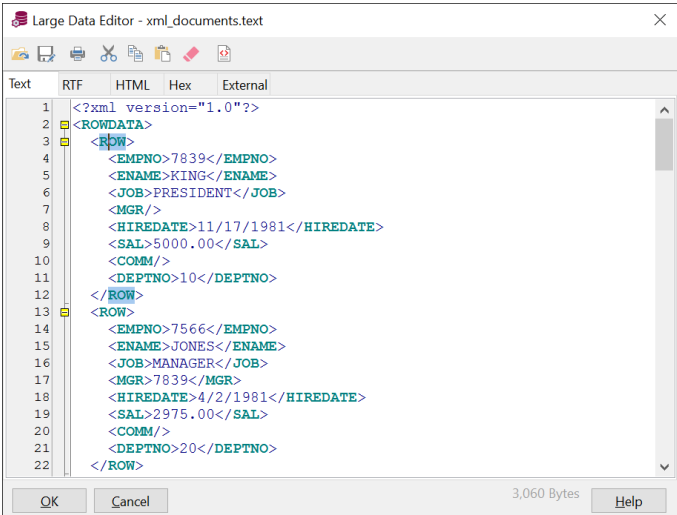 Large Data Editor - xml_documents.text
Text RTF HTML Hex External
1 <?xml version="1.0"?>
2 <ROWDATA>
3 <ROW>
4 <EMPNO>7839</EMPNO>
5 <ENAME>KING</ENAME>
6 <JOB>PRESIDENT</JOB>
7 <MGR/>
8 <HIREDATE>11/17/1981</HIREDATE>
9 <SAL>5000.00</SAL>
10 <COMM/>
11 <DEPTNO>10</DEPTNO>
12 </ROW>
13 <ROW>
14 <EMPNO>7566</EMPNO>
15 <ENAME>JONES</ENAME>
16 <JOB>MANAGER</JOB>
17 <MGR>7839</MGR>
18 <HIREDATE>4/2/1981</HIREDATE>
19 <SAL>2975.00</SAL>
20 <COMM/>
21 <DEPTNO>20</DEPTNO>
22 </ROW>
OK Cancel 3,060 Bytes Help